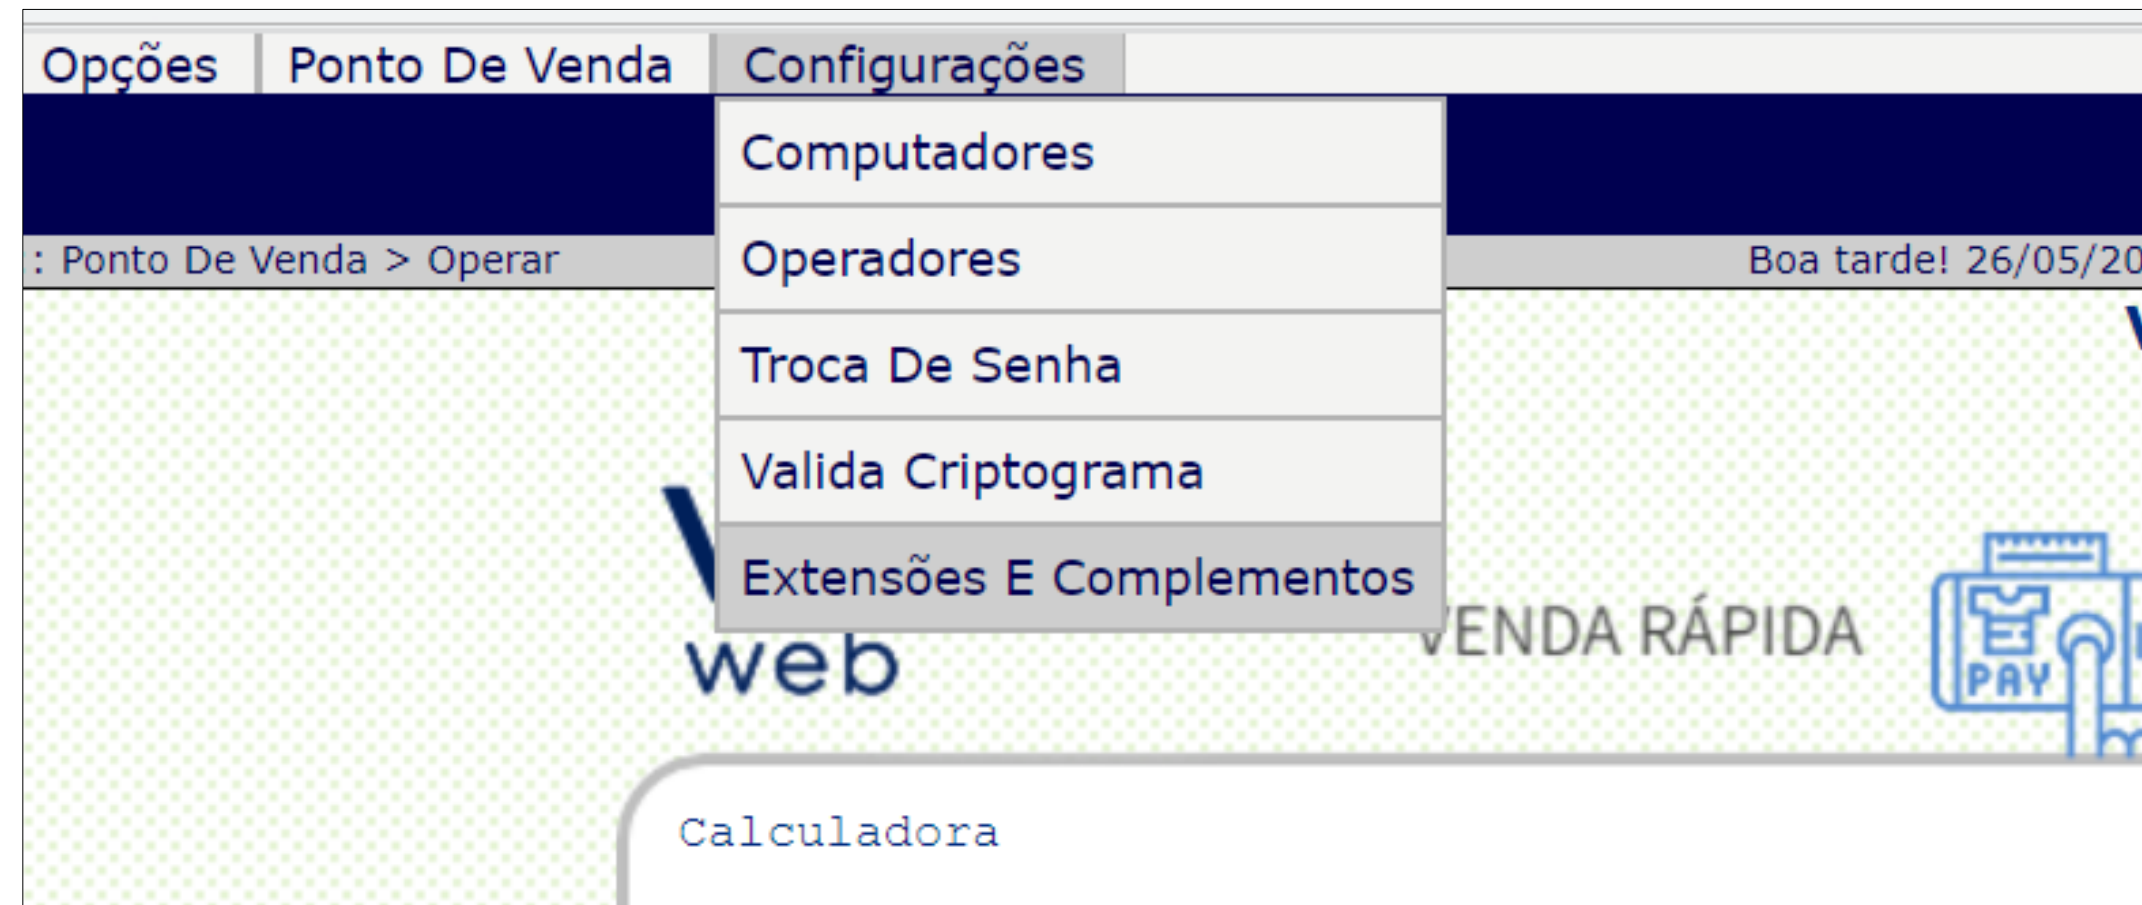 Opções Ponto De Venda Configurações
Computadores
:: Ponto De Venda > Operar Operadores Boa tarde! 26/05/20
Troca De Senha
Valida Criptograma
Extensões E Complementos
VENDA RÁPIDA
web
PAY
Calculadora